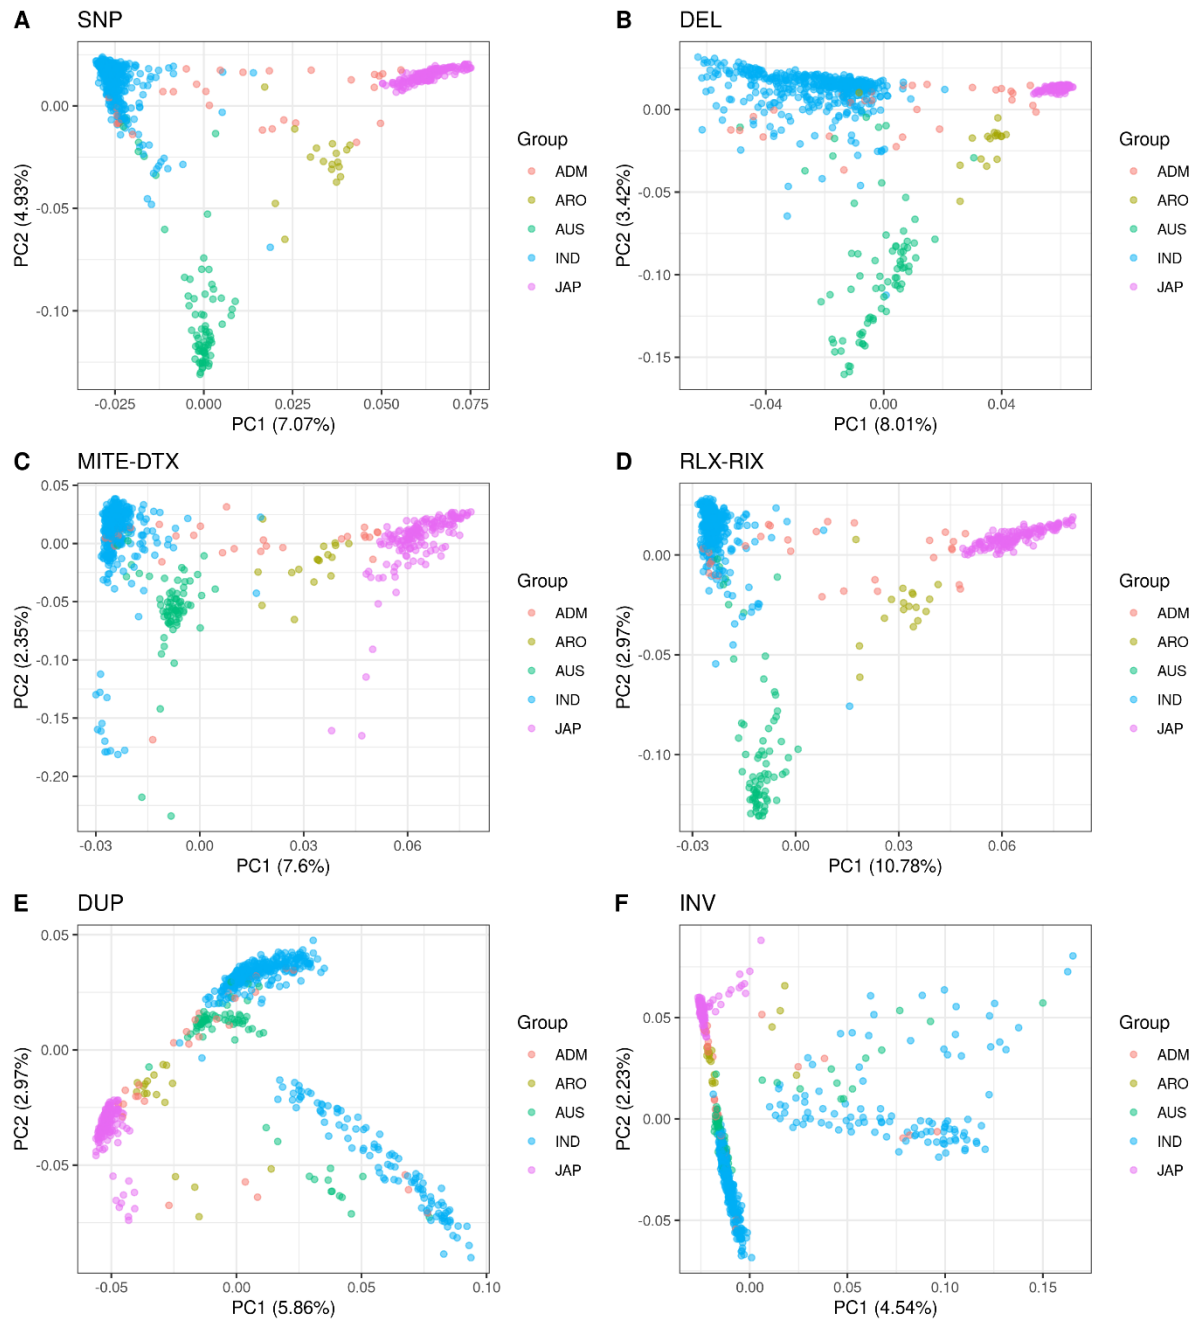 A SNP
0.00
-0.05
-0.10
PC2 (4.93%)
-0.025 0.000 0.025 0.050 0.075
PC1 (7.07%)
Group
ADM
ARO
AUS
IND
JAP
B DEL
0.00
-0.05
-0.10
-0.15
PC2 (3.42%)
-0.04 0.00 0.04
PC1 (8.01%)
Group
ADM
ARO
AUS
IND
JAP
C MITE-DTX
0.05
0.00
-0.05
-0.10
-0.15
-0.20
PC2 (2.35%)
-0.03 0.00 0.03 0.06
PC1 (7.6%)
Group
ADM
ARO
AUS
IND
JAP
D RLX-RIX
0.00
-0.05
-0.10
PC2 (2.97%)
-0.03 0.00 0.03 0.06
PC1 (10.78%)
Group
ADM
ARO
AUS
IND
JAP
E DUP
0.05
0.00
-0.05
PC2 (2.97%)
-0.05 0.00 0.05 0.10
PC1 (5.86%)
Group
ADM
ARO
AUS
IND
JAP
F INV
0.05
0.00
-0.05
PC2 (2.23%)
0.00 0.05 0.10 0.15
PC1 (4.54%)
Group
ADM
ARO
AUS
IND
JAP